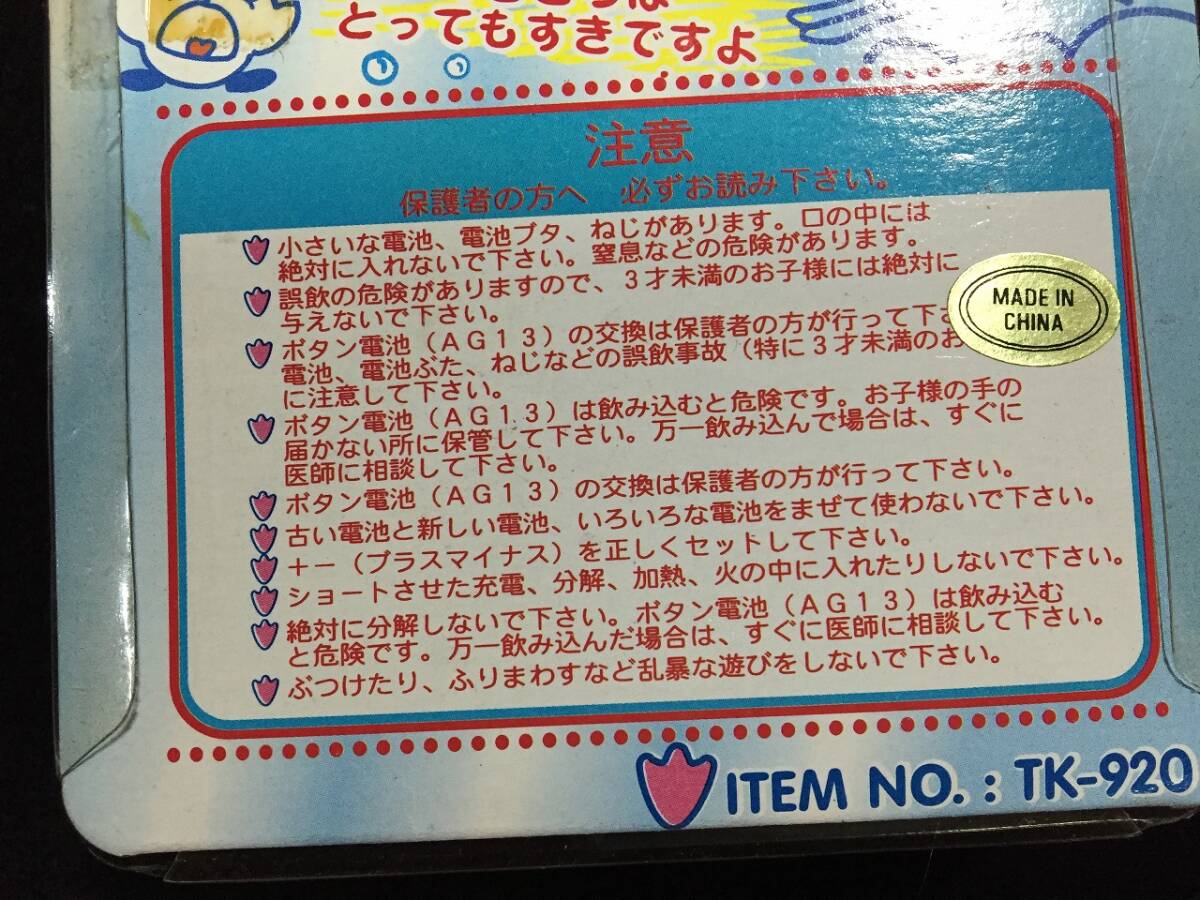 とってもすきですよ
注意
保護者の方へ 必ずお読み下さい。
小さいな電池、電池ブタ、ねじがあります。口の中には
絶対に入れないで下さい。窒息などの危険があります。
誤飲の危険がありますので、3才未満のお子様には絶対に
与えないで下さい。
ボタン電池(AG13)の交換は保護者の方が行って下
電池、電池ぶた、ねじなどの誤飲事故(特に3才未満のお
に注意して下さい。
ボタン電池(AG13)は飲み込むと危険です。お子様の手の
届かない所に保管して下さい。万一飲み込んで場合は、すぐに
医師に相談して下さい。
ボタン電池(AG13)の交換は保護者の方が行って下さい。
古い電池と新しい電池、いろいろな電池をまぜて使わないで下さい。
+−(プラスマイナス)を正しくセットして下さい。
ショートさせた充電、分解、加熱、火の中に入れたりしないで下さい。
絶対に分解しないで下さい。ボタン電池(AG13)は飲み込む
と危険です。万一飲み込んだ場合は、すぐに医師に相談して下さい。
ぶつけたり、ふりまわすなど乱暴な遊びをしないで下さい。
MADE IN
CHINA
ITEM NO. : TK-920